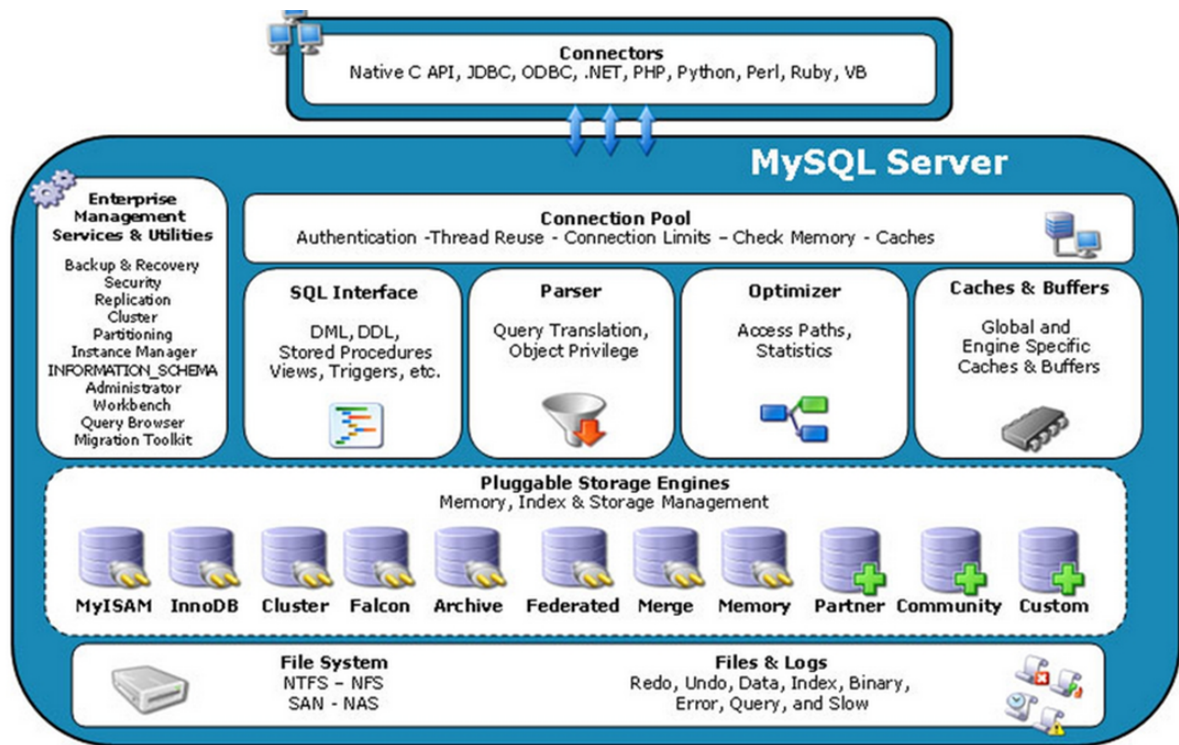 Connectors
Native C API, JDBC, ODBC, .NET, PHP, Python, Perl, Ruby, VB
MySQL Server
Enterprise
Management
Services & Utilities
Backup & Recovery
Security
Replication
Cluster
Partitioning
Instance Manager
INFORMATION_SCHEMA
Administrator
Workbench
Query Browser
Migration Toolkit
Connection Pool
Authentication -Thread Reuse - Connection Limits – Check Memory - Caches
SQL Interface
DML, DDL,
Stored Procedures
Views, Triggers, etc.
Parser
Query Translation,
Object Privilege
Optimizer
Access Paths,
Statistics
Caches & Buffers
Global and
Engine Specific
Caches & Buffers
Pluggable Storage Engines
Memory, Index & Storage Management
MyISAM InnoDB Cluster Falcon Archive Federated Merge Memory Partner Community Custom
File System
NTFS – NFS
SAN - NAS
Files & Logs
Redo, Undo, Data, Index, Binary,
Error, Query, and Slow